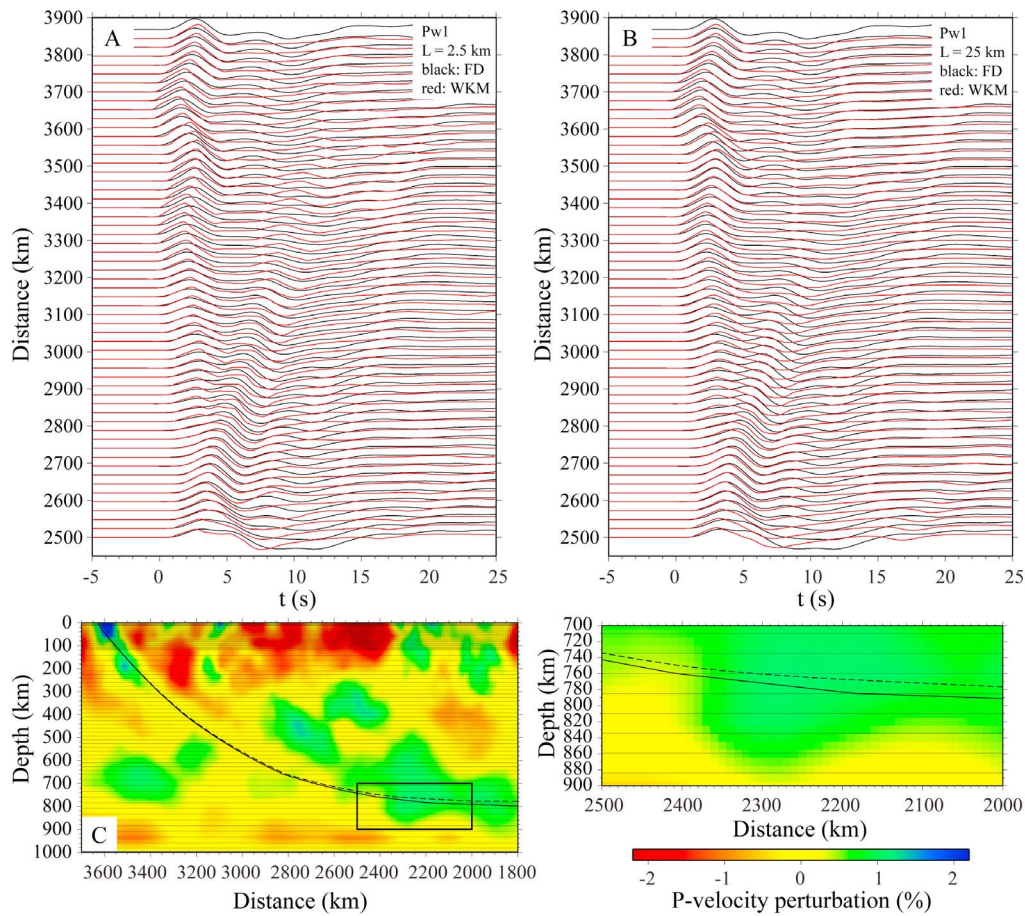 A
Pw1
L = 2.5 km
black: FD
red: WKM
Distance (km)
3900
3800
3700
3600
3500
3400
3300
3200
3100
3000
2900
2800
2700
2600
2500
-5 0 5 10 15 20 25
t (s)
B
Pw1
L = 25 km
black: FD
red: WKM
Distance (km)
3900
3800
3700
3600
3500
3400
3300
3200
3100
3000
2900
2800
2700
2600
2500
-5 0 5 10 15 20 25
t (s)
C
Depth (km)
0
100
200
300
400
500
600
700
800
900
1000
3600 3400 3200 3000 2800 2600 2400 2200 2000 1800
Distance (km)
Depth (km)
700
720
740
760
780
800
820
840
860
880
900
2500 2400 2300 2200 2100 2000
Distance (km)
-2 -1 0 1 2
P-velocity perturbation (%)